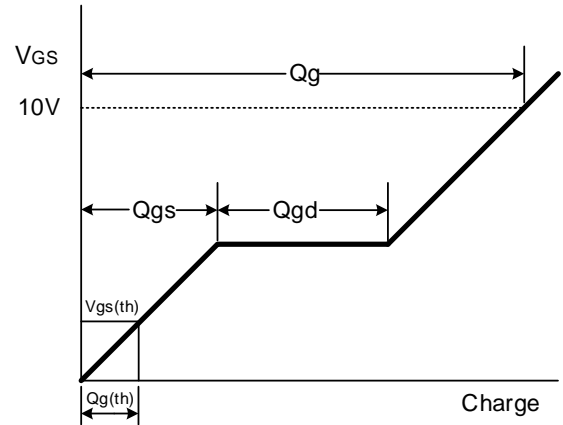 VGS
Qg
10V
Qgs
Qgd
Vgs(th)
Qg(th)
Charge